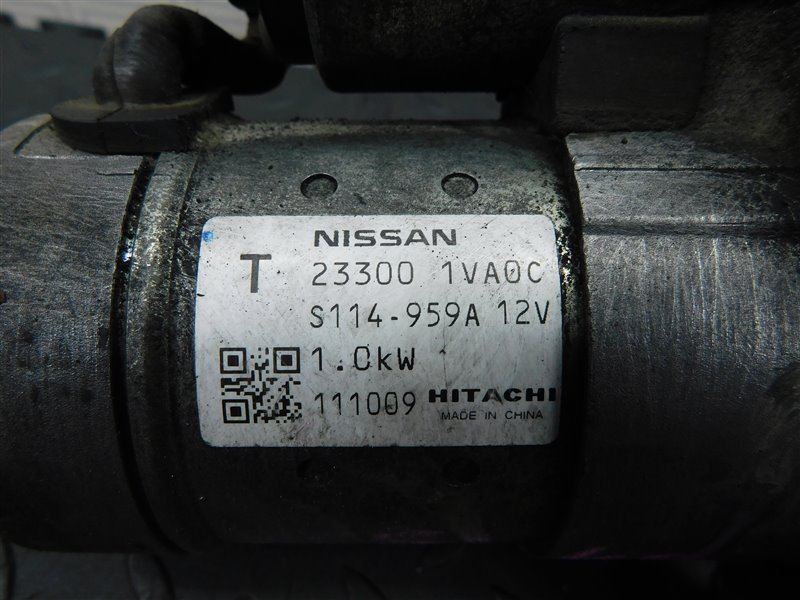 NISSAN
T 23300 1VA0C
S114-959A 12V
1.0kW
111009 HITACHI
MADE IN CHINA